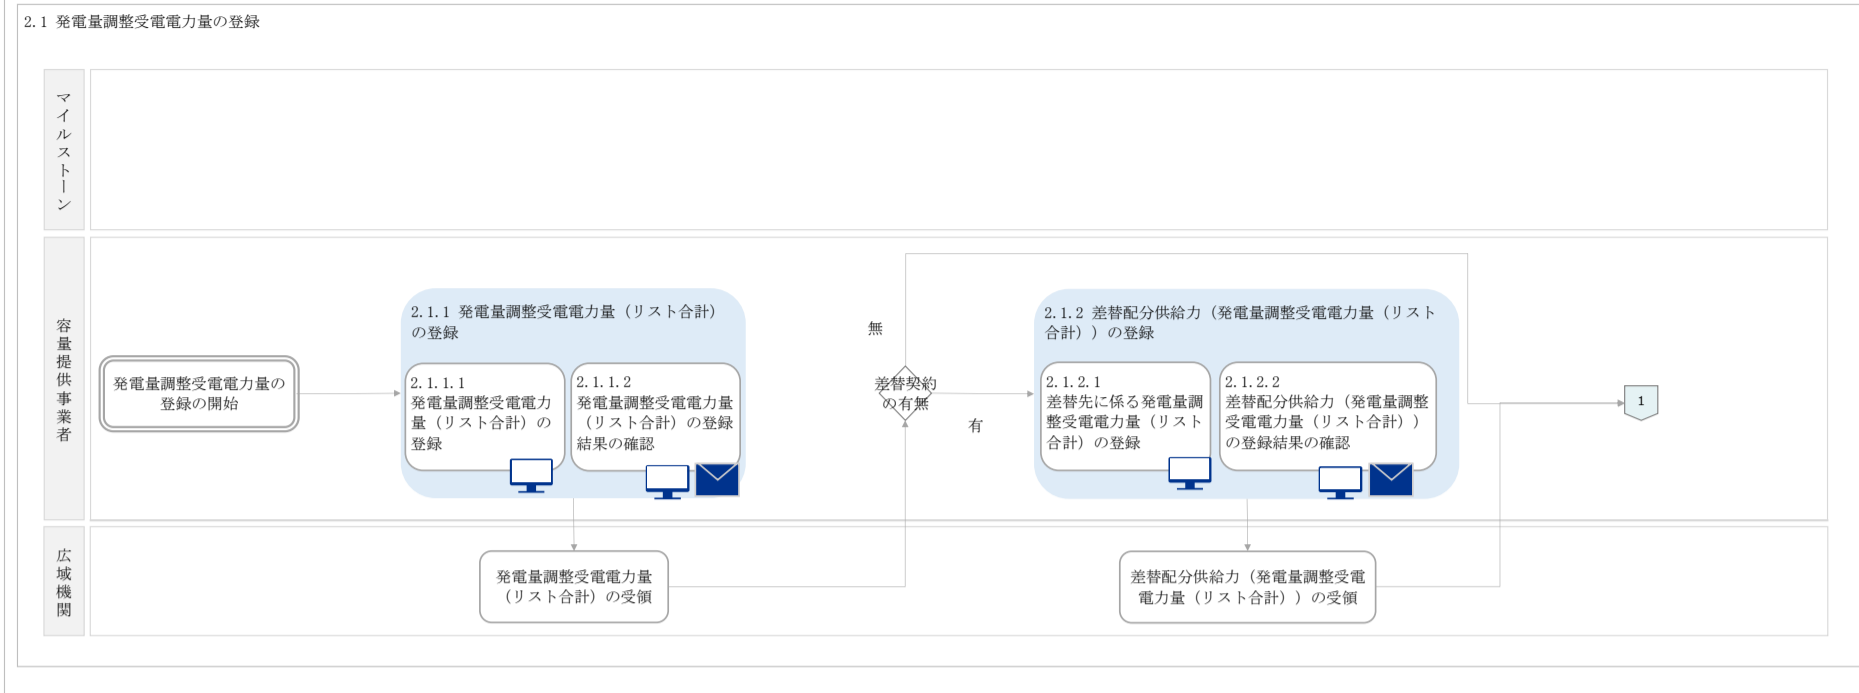 2.1 発電量調整受電電力量の登録
マイルストーン
容量提供事業者
発電量調整受電電力量の
登録の開始
2.1.1 発電量調整受電電力量（リスト合計）
の登録
2.1.1.1
発電量調整受電電力
量（リスト合計）の
登録
2.1.1.2
発電量調整受電電力量
（リスト合計）の登録
結果の確認
無
差替契約
の有無
有
2.1.2 差替配分供給力（発電量調整受電電力量（リスト
合計））の登録
2.1.2.1
差替先に係る発電量調
整受電電力量（リスト
合計）の登録
2.1.2.2
差替配分供給力（発電量調整
受電電力量（リスト合計））
の登録結果の確認
1
広域機関
発電量調整受電電力量
（リスト合計）の受領
差替配分供給力（発電量調整受電
電力量（リスト合計））の受領